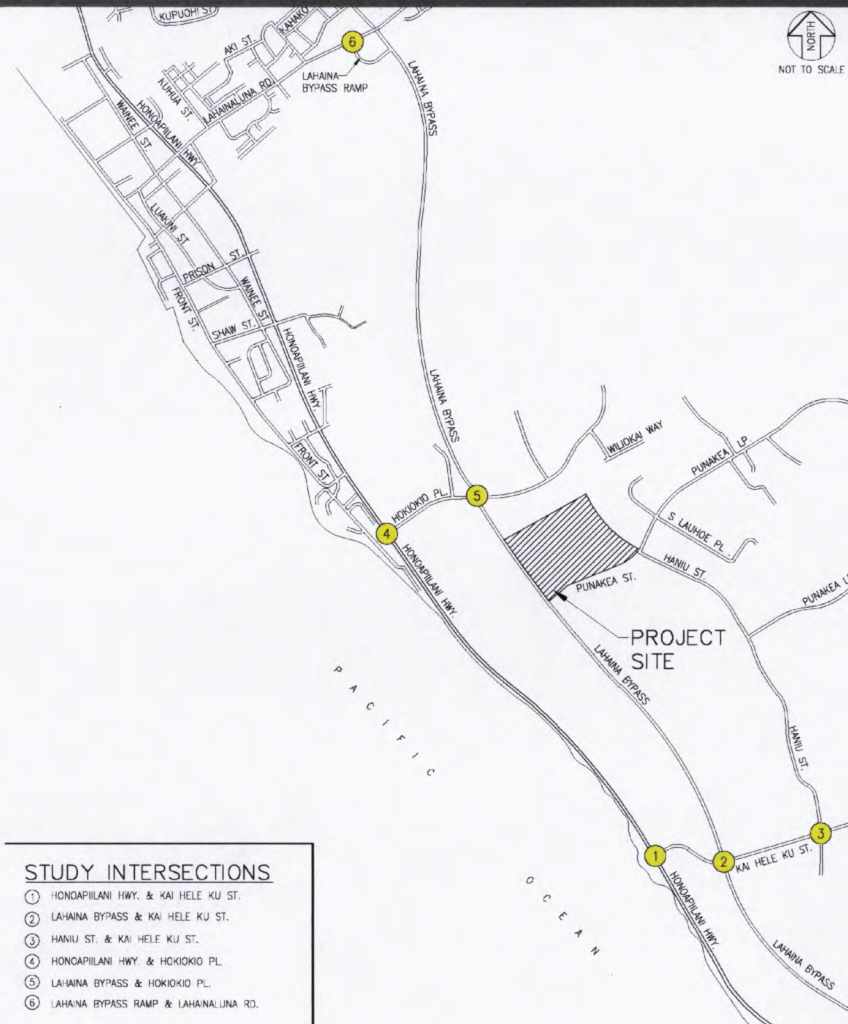 KUPUOHI ST
KAHAKO
AKI ST.
KUHUA ST.
LAHAINALUNA RD.
LAHAINA
BYPASS RAMP
LAHAINA BYPASS
NORTH
NOT TO SCALE
WAINEE ST.
HONOAPIILANI HWY.
LUAKINI ST
PRISON ST.
WAINEE ST.
FRONT ST.
SHAW ST.
HONOAPIILANI HWY.
LAHAINA BYPASS
FRONT ST.
WILIOKAI WAY
PUNAKEA LP
HOKIOKIO PL.
S LAUHOE PL.
HONOAPIILANI HWY.
HANIU ST.
PUNAKEA ST.
PUNAKEA L
PROJECT
SITE
LAHAINA BYPASS
PACIFIC
HANIU ST.
KAI HELE KU ST.
OCEAN
HONOAPIILANI HWY.
LAHAINA BYPASS
6
5
4
3
1
2
STUDY INTERSECTIONS
1 HONOAPIILANI HWY. & KAI HELE KU ST.
2 LAHAINA BYPASS & KAI HELE KU ST.
3 HANIU ST. & KAI HELE KU ST.
4 HONOAPIILANI HWY. & HOKIOKIO PL.
5 LAHAINA BYPASS & HOKIOKIO PL.
6 LAHAINA BYPASS RAMP & LAHAINALUNA RD.